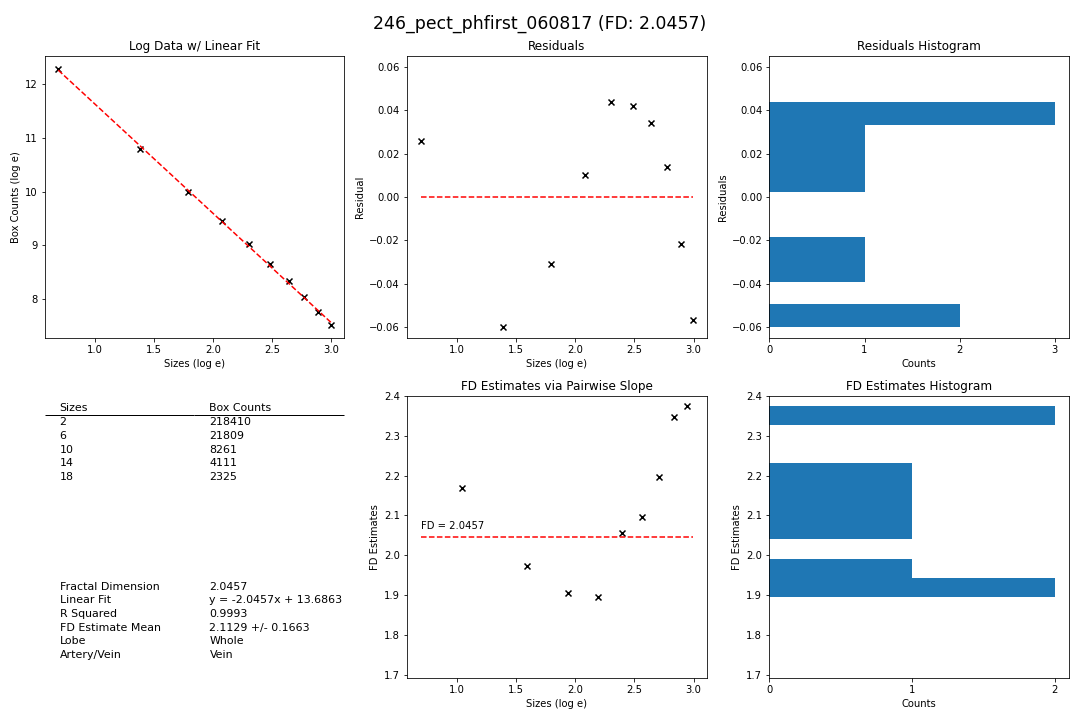 246_pect_phfirst_060817 (FD: 2.0457)
Log Data w/ Linear Fit
Box Counts (log e)
12
11
10
9
8
1.0 1.5 2.0 2.5 3.0
Sizes (log e)
Residuals
Residual
0.06
0.04
0.02
0.00
−0.02
−0.04
−0.06
1.0 1.5 2.0 2.5 3.0
Sizes (log e)
Residuals Histogram
Residuals
0.06
0.04
0.02
0.00
−0.02
−0.04
−0.06
0 1 2 3
Counts
Sizes Box Counts
2 218410
6 21809
10 8261
14 4111
18 2325
Fractal Dimension 2.0457
Linear Fit y = -2.0457x + 13.6863
R Squared 0.9993
FD Estimate Mean 2.1129 +/- 0.1663
Lobe Whole
Artery/Vein Vein
FD Estimates via Pairwise Slope
FD Estimates
2.4
2.3
2.2
2.1
2.0
1.9
1.8
1.7
FD = 2.0457
1.0 1.5 2.0 2.5 3.0
Sizes (log e)
FD Estimates Histogram
FD Estimates
2.4
2.3
2.2
2.1
2.0
1.9
1.8
1.7
0 1 2
Counts